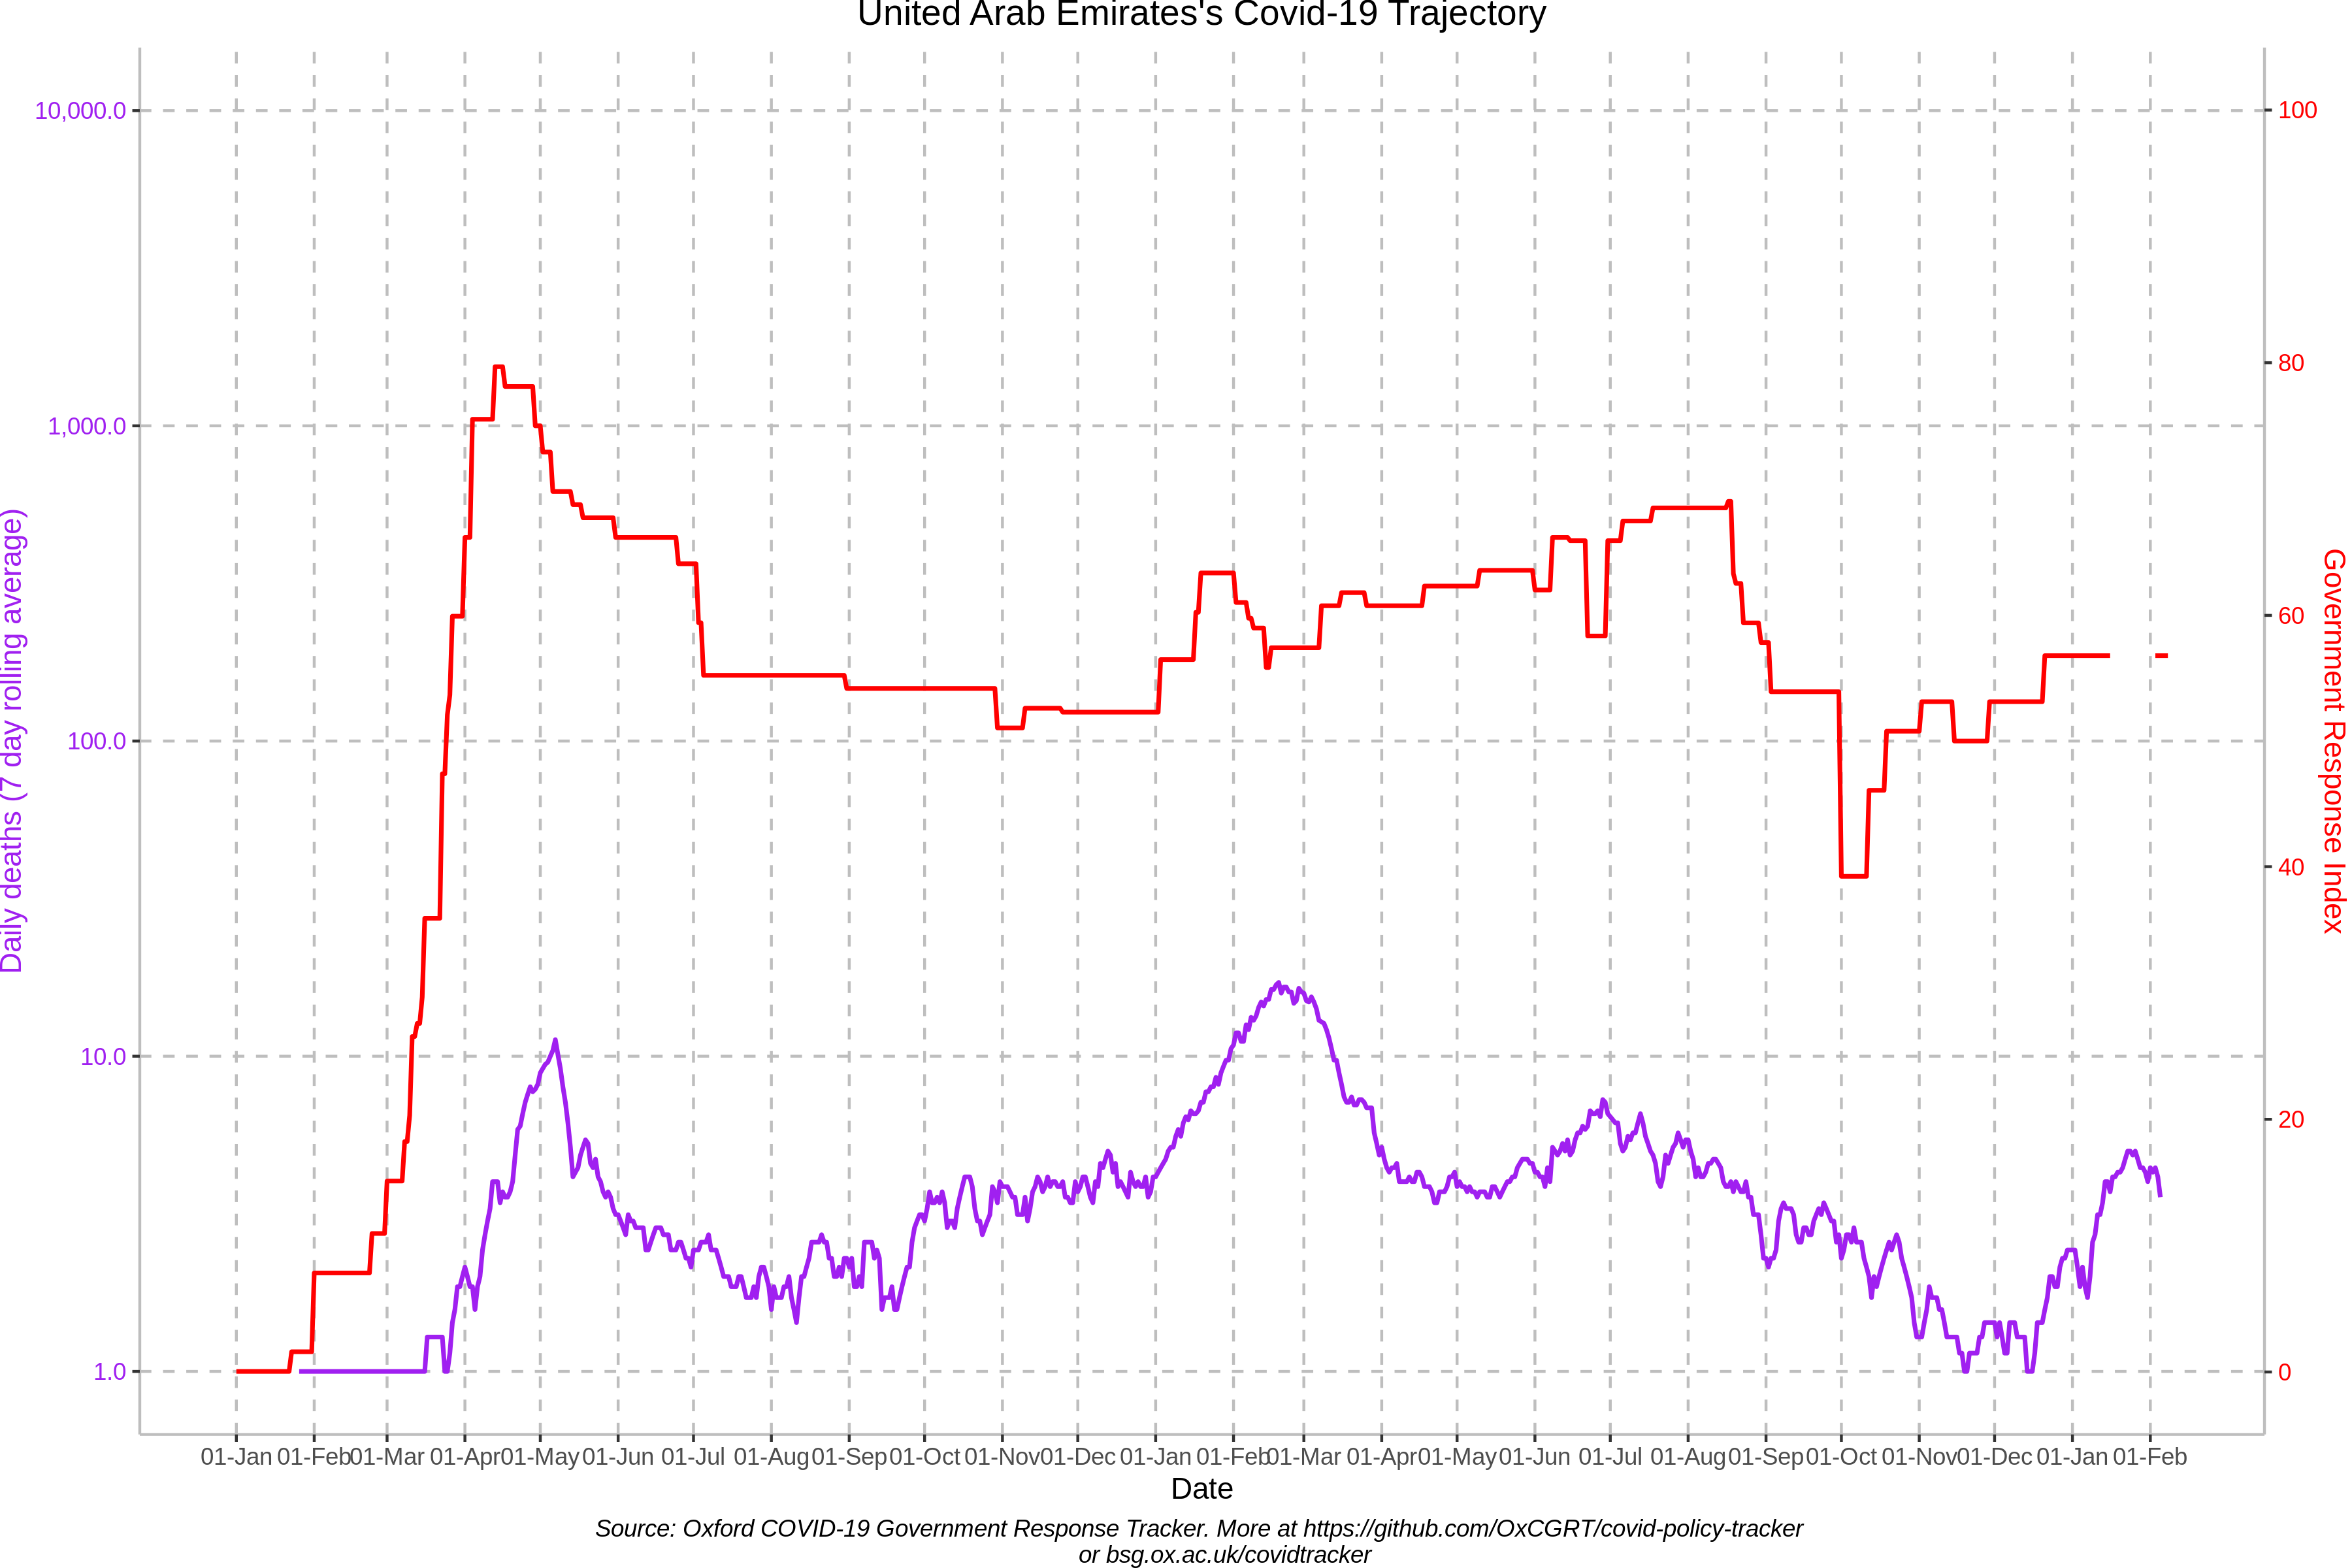 United Arab Emirates's Covid-19 Trajectory
10,000.0
1,000.0
100.0
10.0
1.0
Daily deaths (7 day rolling average)
100
80
60
40
20
0
Government Response Index
01-Jan 01-Feb 01-Mar 01-Apr 01-May 01-Jun 01-Jul 01-Aug 01-Sep 01-Oct 01-Nov 01-Dec 01-Jan 01-Feb 01-Mar 01-Apr 01-May 01-Jun 01-Jul 01-Aug 01-Sep 01-Oct 01-Nov 01-Dec 01-Jan 01-Feb
Date
Source: Oxford COVID-19 Government Response Tracker. More at https://github.com/OxCGRT/covid-policy-tracker
or bsg.ox.ac.uk/covidtracker